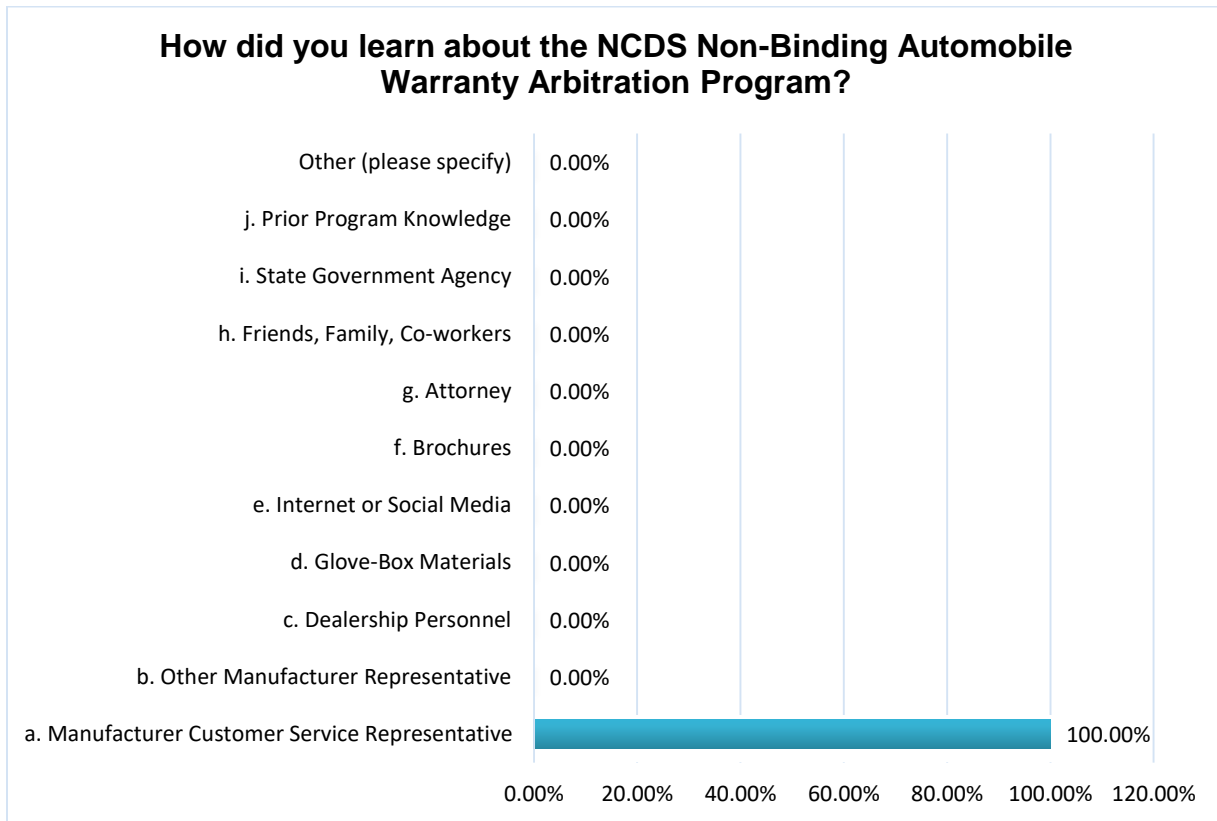 How did you learn about the NCDS Non-Binding Automobile
Warranty Arbitration Program?
Other (please specify) 0.00%
j. Prior Program Knowledge 0.00%
i. State Government Agency 0.00%
h. Friends, Family, Co-workers 0.00%
g. Attorney 0.00%
f. Brochures 0.00%
e. Internet or Social Media 0.00%
d. Glove-Box Materials 0.00%
c. Dealership Personnel 0.00%
b. Other Manufacturer Representative 0.00%
a. Manufacturer Customer Service Representative 100.00%
0.00% 20.00% 40.00% 60.00% 80.00% 100.00% 120.00%